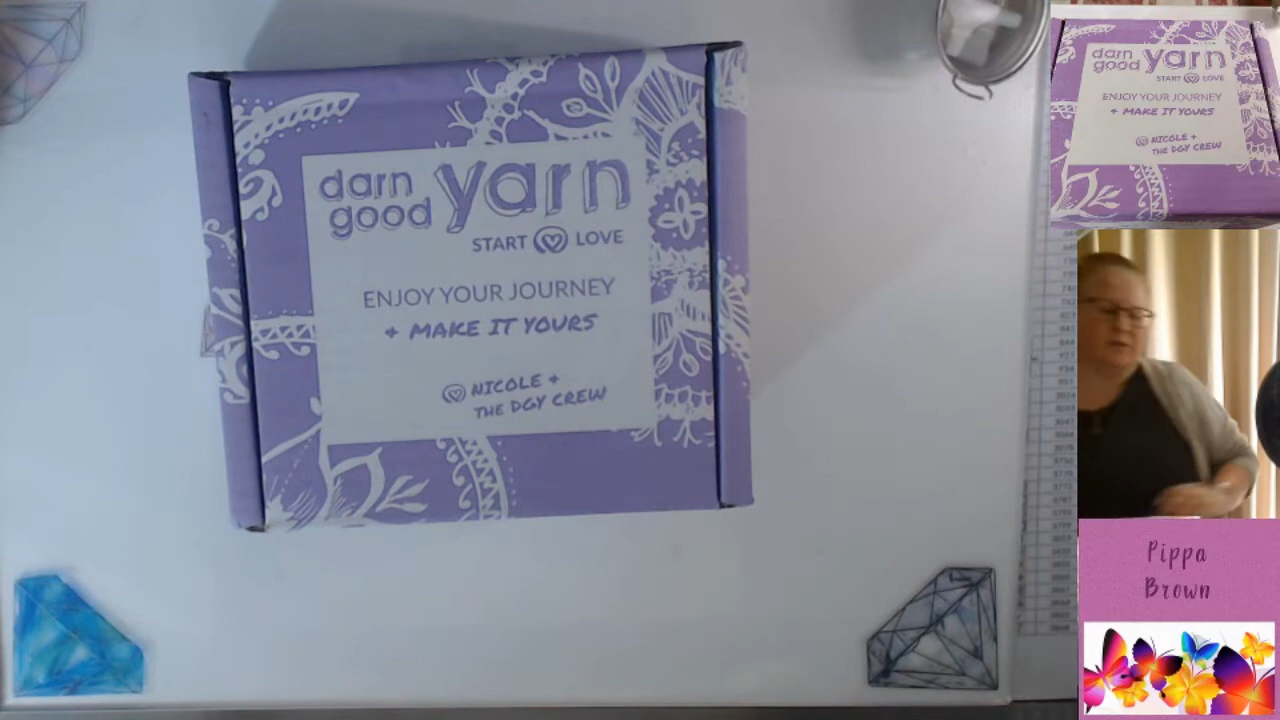 darn
good yarn
START LOVE
ENJOY YOUR JOURNEY
+ MAKE IT YOURS
NICOLE +
THE DGY CREW
darn
good yarn
START LOVE
ENJOY YOUR JOURNEY
+ MAKE IT YOURS
NICOLE +
THE DGY CREW
Pippa
Brown